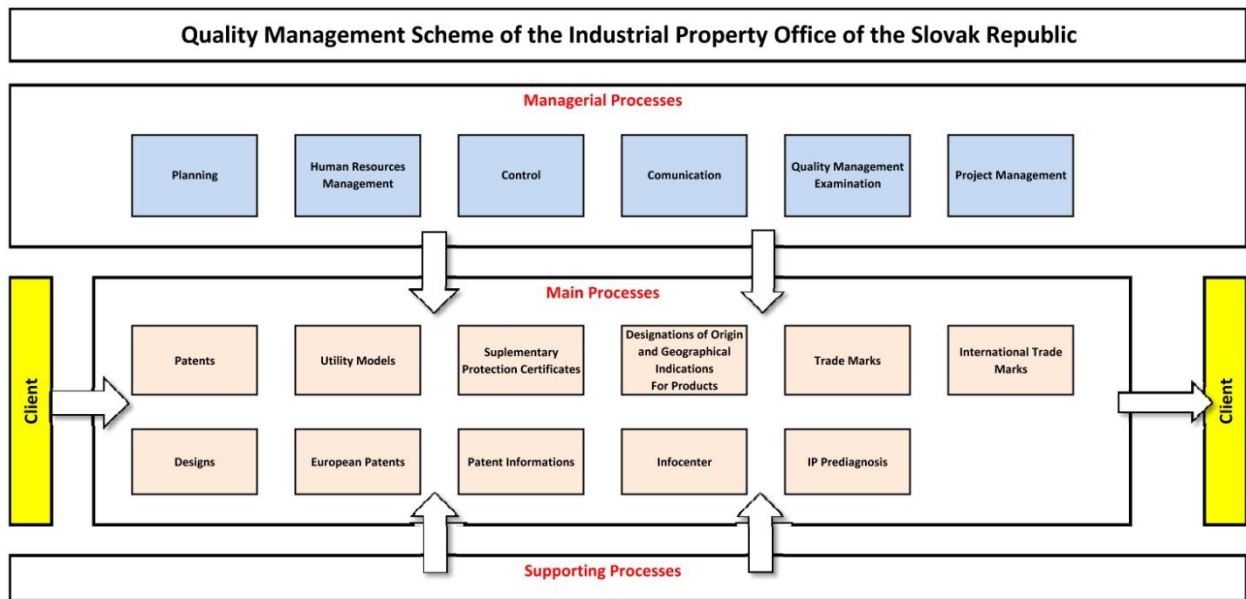 Quality Management Scheme of the Industrial Property Office of the Slovak Republic
Managerial Processes
Planning
Human Resources
Management
Control
Comunication
Quality Management
Examination
Project Management
Client
Main Processes
Patents
Utility Models
Suplementary
Protection Certificates
Designations of Origin
and Geographical
Indications
For Products
Trade Marks
International Trade
Marks
Designs
European Patents
Patent Informations
Infocenter
IP Prediagnosis
Client
Supporting Processes